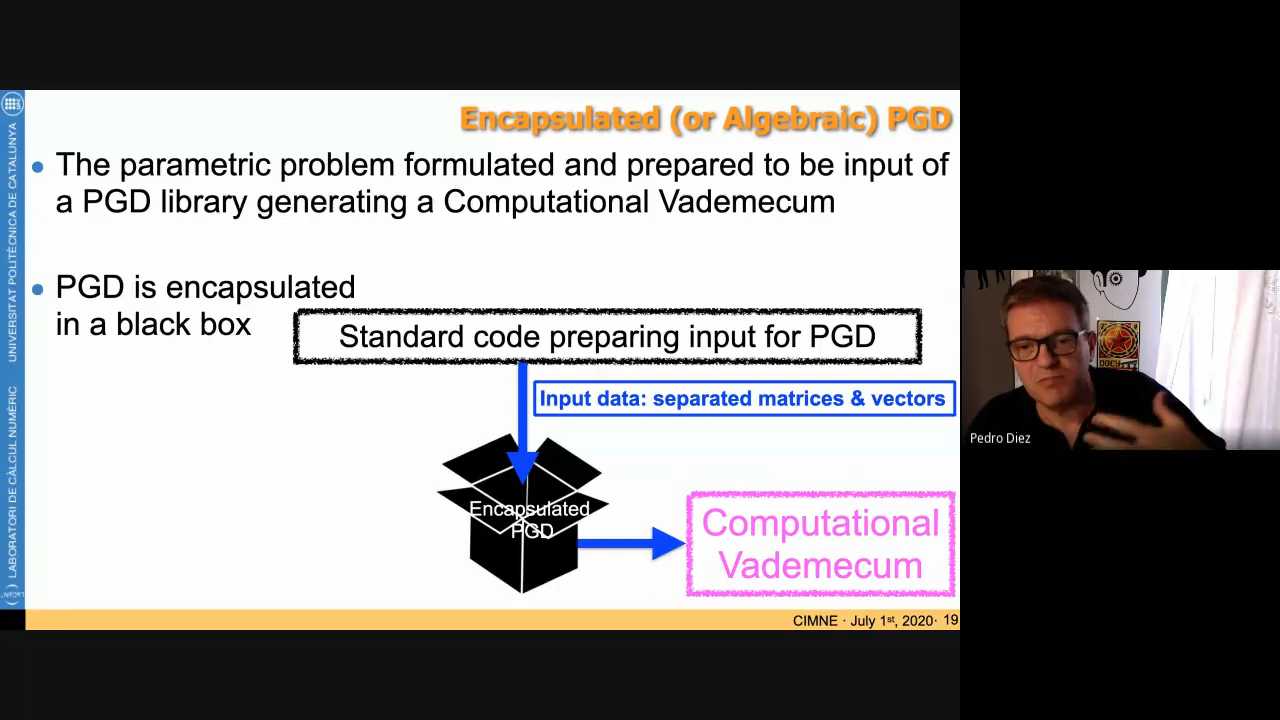 Encapsulated (or Algebraic) PGD
• The parametric problem formulated and prepared to be input of
a PGD library generating a Computational Vademecum
• PGD is encapsulated
in a black box
Standard code preparing input for PGD
Input data: separated matrices & vectors
Encapsulated
PGD
Computational
Vademecum
CIMNE · July 1st, 2020· 19
UNIVERSITAT POLITÈCNICA DE CATALUNYA
LABORATORI DE CÀLCUL NUMÈRIC
Pedro Diez
OBEY